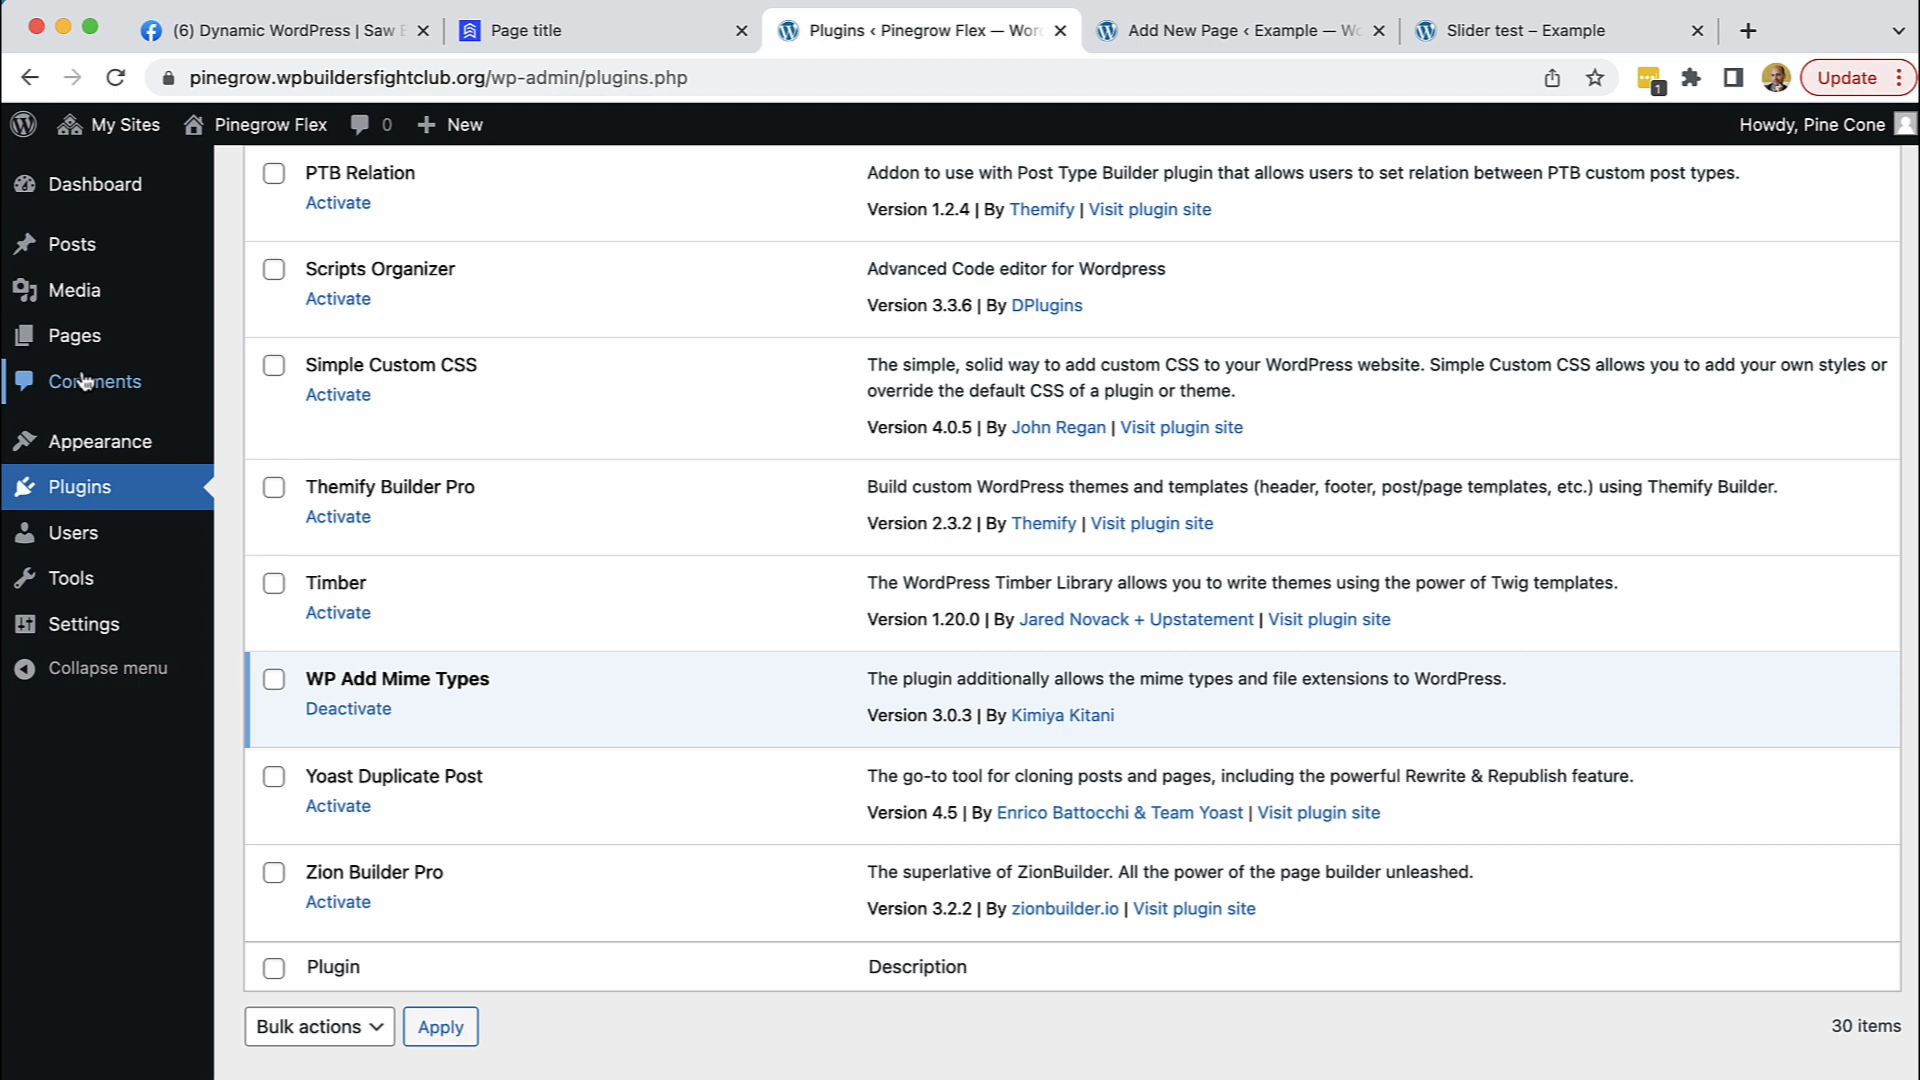 (6) Dynamic WordPress | Saw
Page title
Plugins ‹ Pinegrow Flex — Wor
Add New Page ‹ Example — Wo
Slider test – Example
pinegrow.wpbuildersfightclub.org/wp-admin/plugins.php
1
Update
My Sites
Pinegrow Flex
0
New
Howdy, Pine Cone
Dashboard
Posts
Media
Pages
Comments
Appearance
Plugins
Users
Tools
Settings
Collapse menu
PTB Relation
Activate
Addon to use with Post Type Builder plugin that allows users to set relation between PTB custom post types.
Version 1.2.4 | By Themify | Visit plugin site
Scripts Organizer
Activate
Advanced Code editor for Wordpress
Version 3.3.6 | By DPlugins
Simple Custom CSS
Activate
The simple, solid way to add custom CSS to your WordPress website. Simple Custom CSS allows you to add your own styles or
override the default CSS of a plugin or theme.
Version 4.0.5 | By John Regan | Visit plugin site
Themify Builder Pro
Activate
Build custom WordPress themes and templates (header, footer, post/page templates, etc.) using Themify Builder.
Version 2.3.2 | By Themify | Visit plugin site
Timber
Activate
The WordPress Timber Library allows you to write themes using the power of Twig templates.
Version 1.20.0 | By Jared Novack + Upstatement | Visit plugin site
WP Add Mime Types
Deactivate
The plugin additionally allows the mime types and file extensions to WordPress.
Version 3.0.3 | By Kimiya Kitani
Yoast Duplicate Post
Activate
The go-to tool for cloning posts and pages, including the powerful Rewrite & Republish feature.
Version 4.5 | By Enrico Battocchi & Team Yoast | Visit plugin site
Zion Builder Pro
Activate
The superlative of ZionBuilder. All the power of the page builder unleashed.
Version 3.2.2 | By zionbuilder.io | Visit plugin site
Plugin
Description
Bulk actions
Apply
30 items